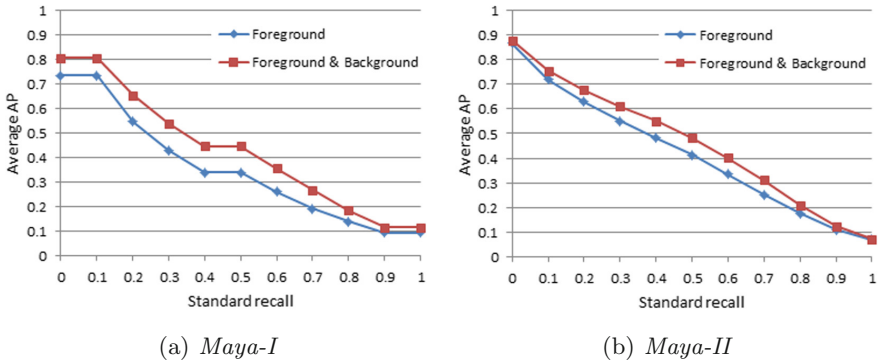 1
0.9
0.8
0.7
0.6
0.5
0.4
0.3
0.2
0.1
0
Average AP
Foreground
Foreground & Background
0 0.1 0.2 0.3 0.4 0.5 0.6 0.7 0.8 0.9 1
Standard recall
(a) Maya-I
1
0.9
0.8
0.7
0.6
0.5
0.4
0.3
0.2
0.1
0
Average AP
Foreground
Foreground & Background
0 0.1 0.2 0.3 0.4 0.5 0.6 0.7 0.8 0.9 1
Standard recall
(b) Maya-II